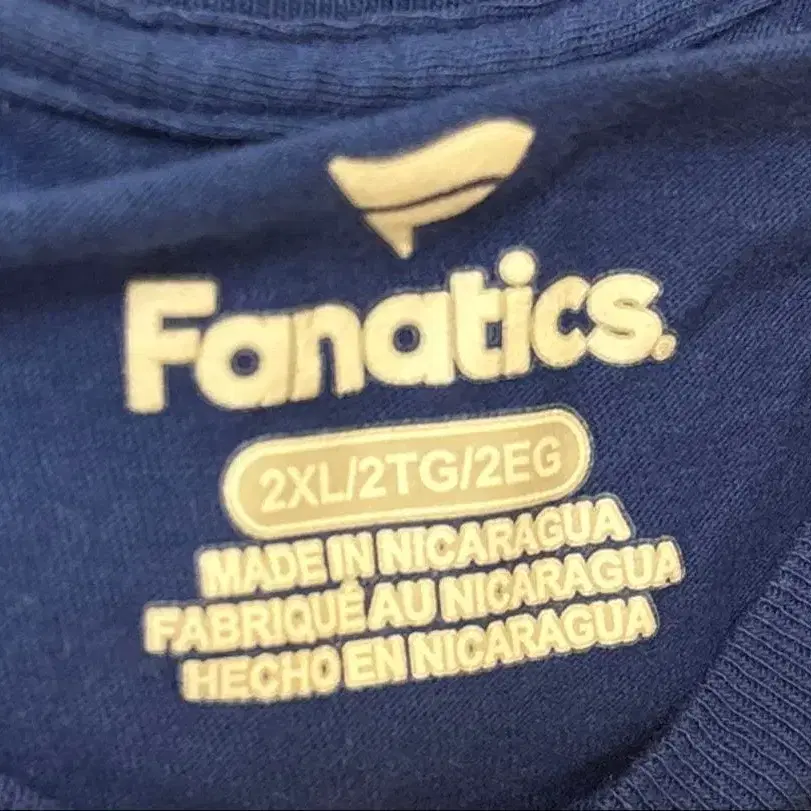 Fanatics.
2XL/2TG/2EG
MADE IN NICARAGUA
FABRIQUÉ AU NICARAGUA
HECHO EN NICARAGUA